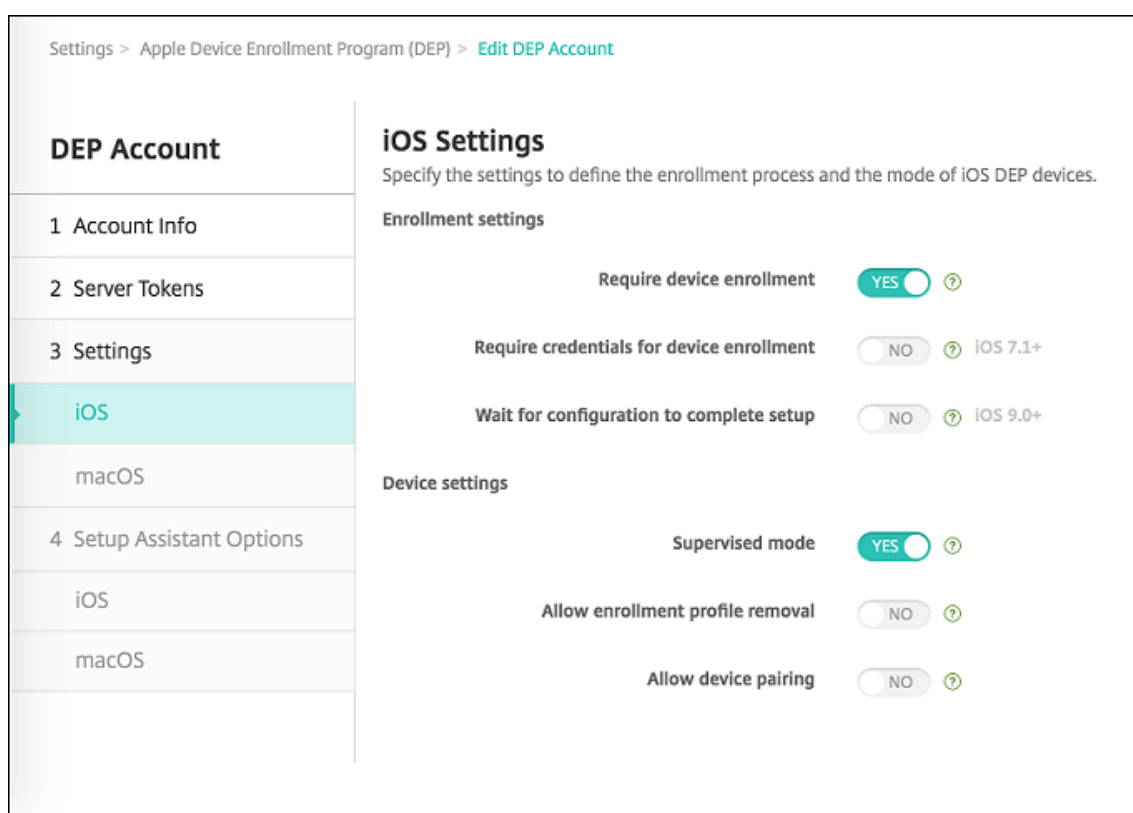 Settings > Apple Device Enrollment Program (DEP) > Edit DEP Account
DEP Account
1 Account Info
2 Server Tokens
3 Settings
iOS
macOS
4 Setup Assistant Options
iOS
macOS
iOS Settings
Specify the settings to define the enrollment process and the mode of iOS DEP devices.
Enrollment settings
Require device enrollment YES ?
Require credentials for device enrollment NO ? iOS 7.1+
Wait for configuration to complete setup NO ? iOS 9.0+
Device settings
Supervised mode YES ?
Allow enrollment profile removal NO ?
Allow device pairing NO ?